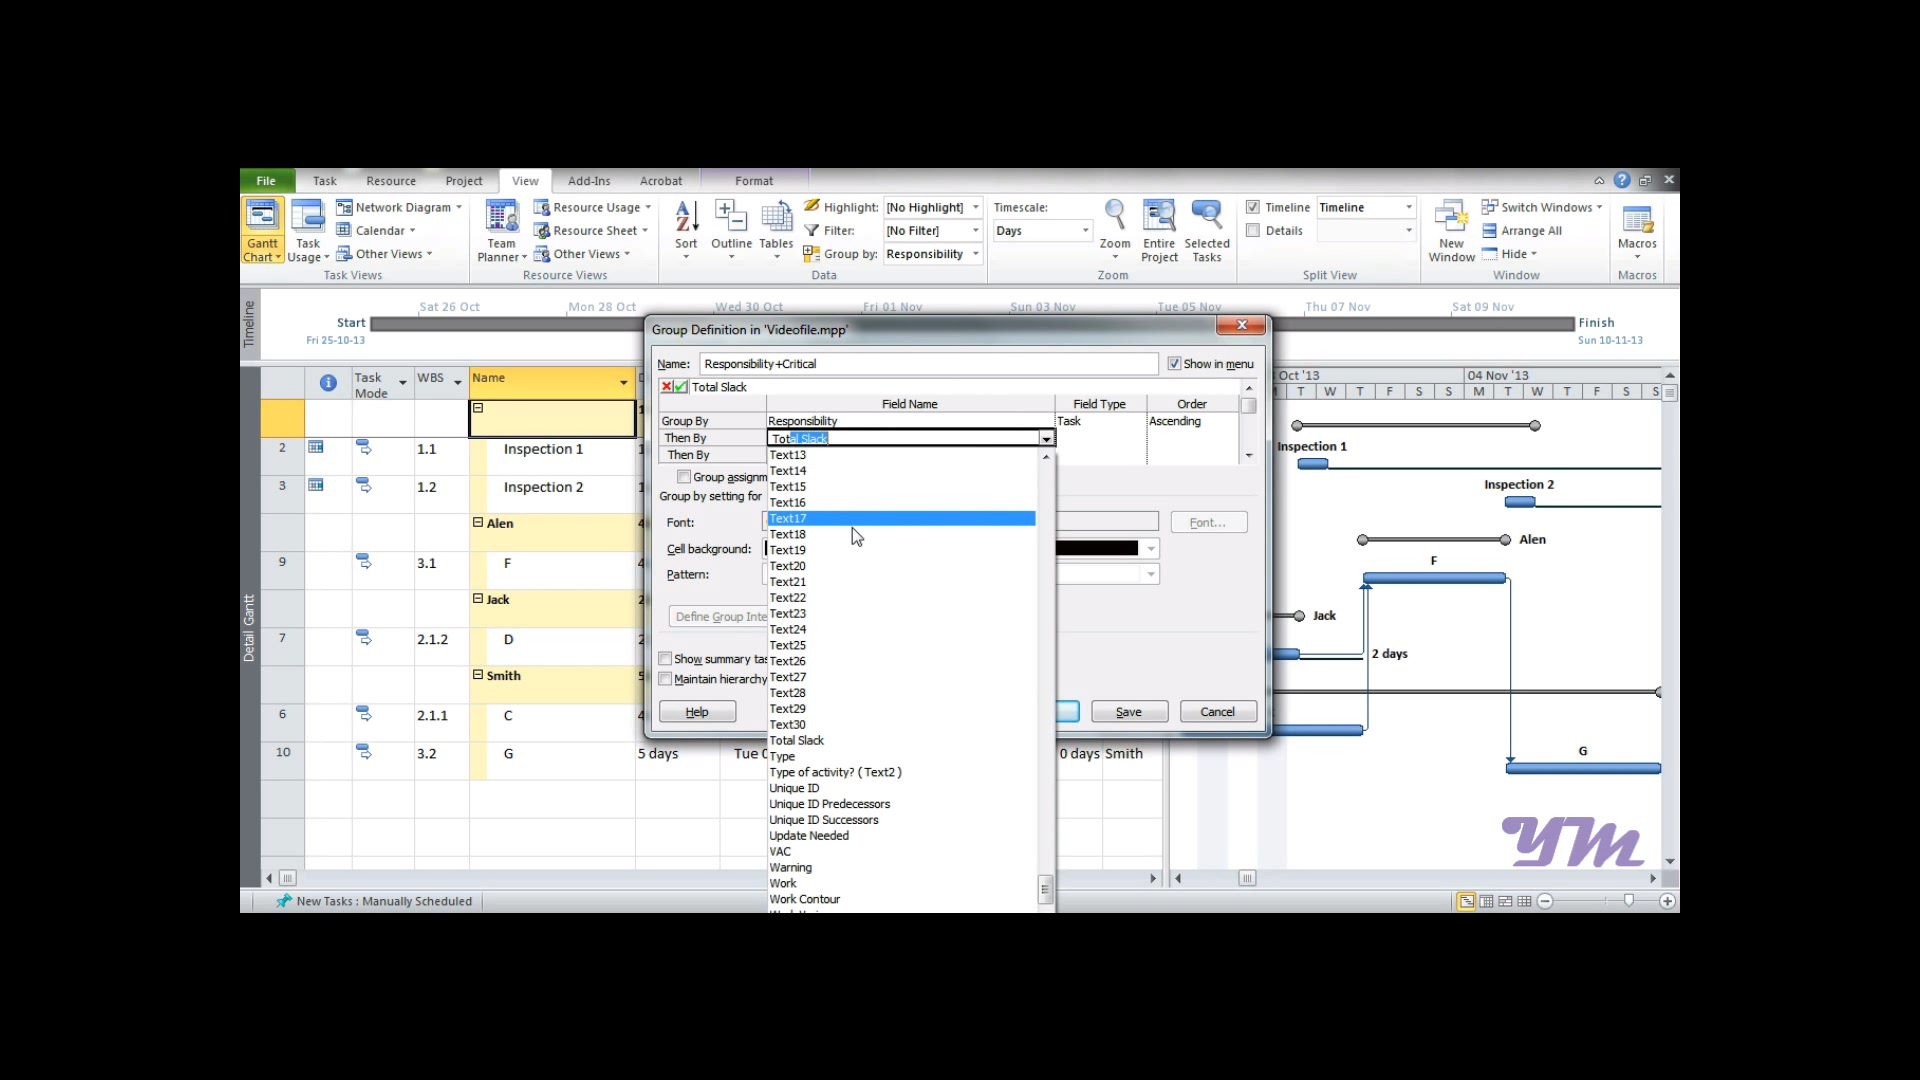 File Task Resource Project View Add-Ins Acrobat Format
Gantt Chart
Task Usage
Network Diagram
Calendar
Other Views
Task Views
Team Planner
Resource Usage
Resource Sheet
Other Views
Resource Views
Sort
Outline
Tables
Highlight: [No Highlight]
Filter: [No Filter]
Group by: Responsibility
Data
Timescale:
Days
Zoom
Entire Project
Selected Tasks
Zoom
Timeline Timeline
Details
Split View
New Window
Switch Windows
Arrange All
Hide
Window
Macros
Macros
Timeline
Sat 26 Oct Mon 28 Oct Wed 30 Oct Fri 01 Nov Sun 03 Nov Tue 05 Nov Thu 07 Nov Sat 09 Nov
Start
Fri 25-10-13
Finish
Sun 10-11-13
Group Definition in 'Videofile.mpp'
Name: Responsibility+Critical
Show in menu
Total Slack
Field Name Field Type Order
Group By Responsibility Task Ascending
Then By Total Slack
Then By
Group assignm
Group by setting for
Font: Font...
Cell background:
Pattern:
Define Group Inte
Show summary tas
Maintain hierarchy
Help Save Cancel
Text13
Text14
Text15
Text16
Text17
Text18
Text19
Text20
Text21
Text22
Text23
Text24
Text25
Text26
Text27
Text28
Text29
Text30
Total Slack
Type
Type of activity? (Text2)
Unique ID
Unique ID Predecessors
Unique ID Successors
Update Needed
VAC
Warning
Work
Work Contour
Task Mode WBS Name
2 1.1 Inspection 1
3 1.2 Inspection 2
Alen
9 3.1 F
Jack
7 2.1.2 D
Smith
6 2.1.1 C
10 3.2 G 5 days Tue 0 0 days Smith
Detail Gantt
Oct '13 04 Nov '13
T W T F S S M T W T F S S
Inspection 1
Inspection 2
Alen
F
Jack
2 days
G
YM
New Tasks : Manually Scheduled